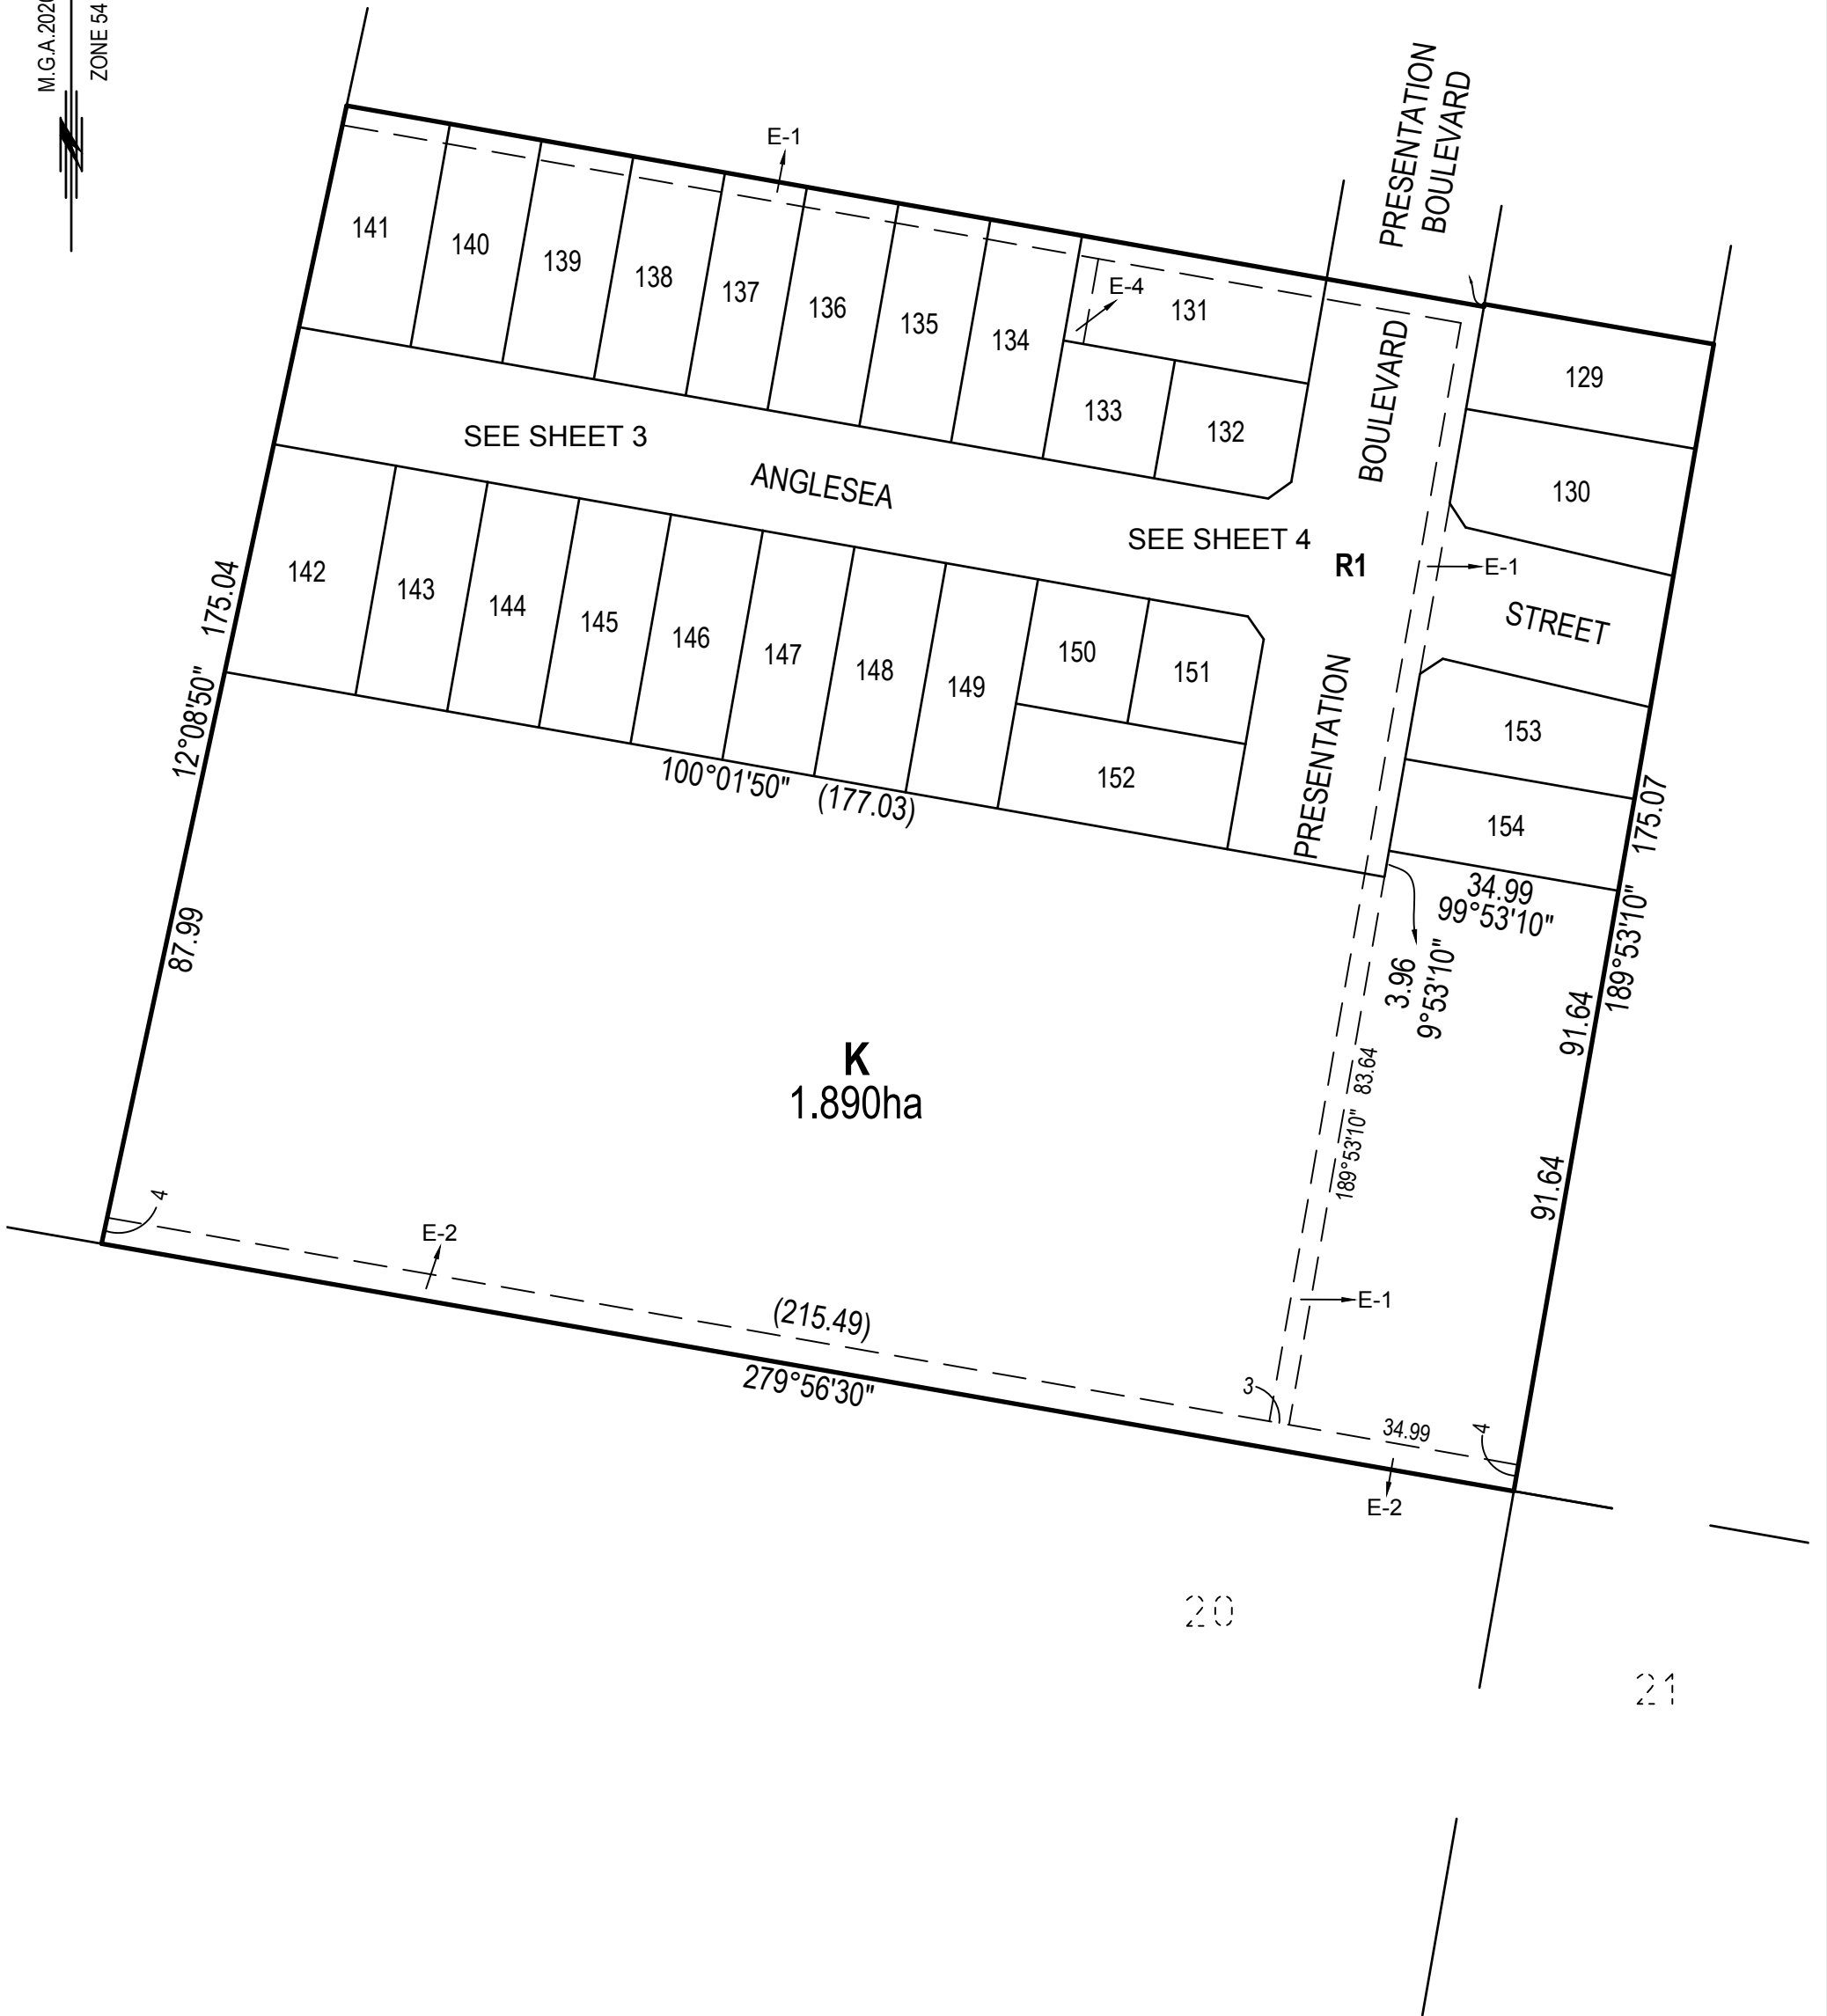 M.G.A.2020
ZONE 54
PRESENTATION
BOULEVARD
E-1
141
140
139
138
137
136
135
134
E-4
131
133
132
BOULEVARD
129
130
SEE SHEET 3
ANGLESEA
SEE SHEET 4
R1
E-1
STREET
142
143
144
145
146
147
148
149
150
151
152
PRESENTATION
153
154
175.04
12°08'50"
87.99
100°01'50" (177.03)
34.99
99°53'10"
3.96
9°53'10"
175.07
189°53'10"
91.64
91.64
K
1.890ha
83.64
189°53'10"
4
E-2
(215.49)
279°56'30"
E-1
3
34.99
4
E-2
20
21